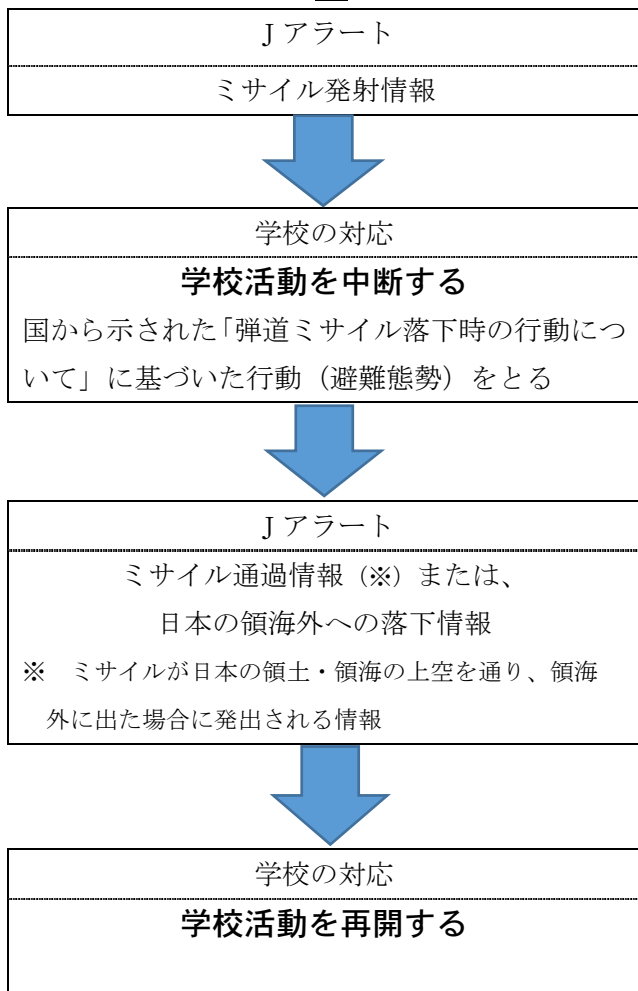 Jアラート
ミサイル発射情報
学校の対応
学校活動を中断する
国から示された「弾道ミサイル落下時の行動につ
いて」に基づいた行動（避難態勢）をとる
Jアラート
ミサイル通過情報（※）または、
日本の領海外への落下情報
※　ミサイルが日本の領土・領海の上空を通り、領海
外に出た場合に発出される情報
学校の対応
学校活動を再開する